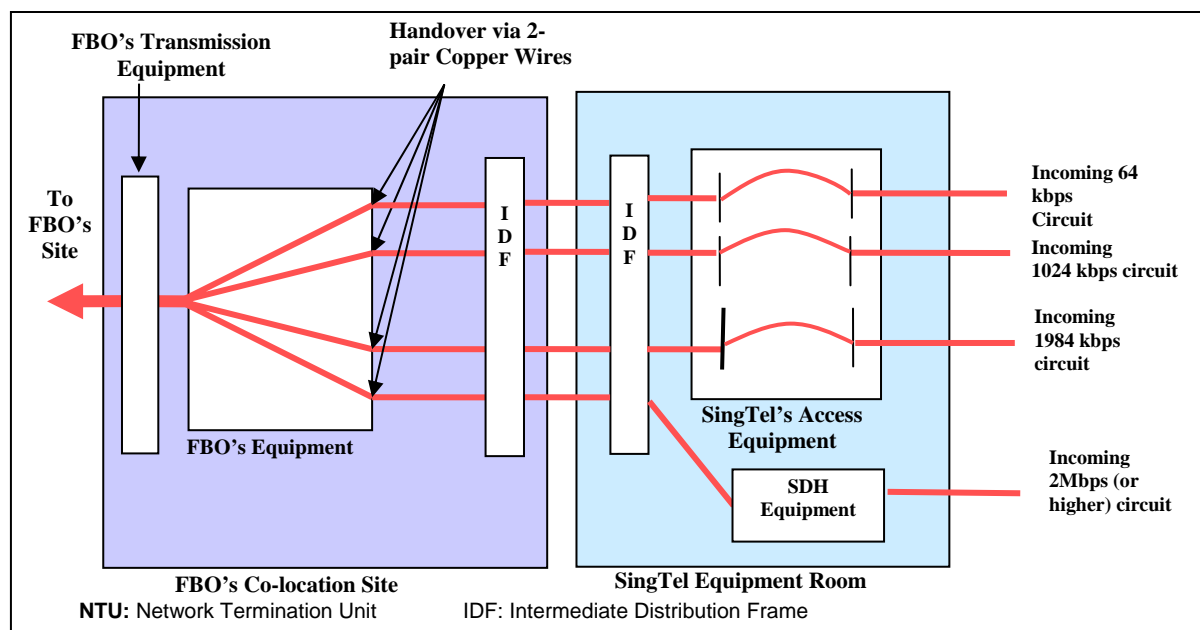 FBO's Transmission
Equipment
Handover via 2-
pair Copper Wires
To
FBO's
Site
I
D
F
I
D
F
Incoming 64
kbps
Circuit
Incoming
1024 kbps circuit
Incoming
1984 kbps
circuit
FBO's Equipment
SingTel's Access
Equipment
SDH
Equipment
Incoming
2Mbps (or
higher) circuit
FBO's Co-location Site
SingTel Equipment Room
NTU: Network Termination Unit
IDF: Intermediate Distribution Frame